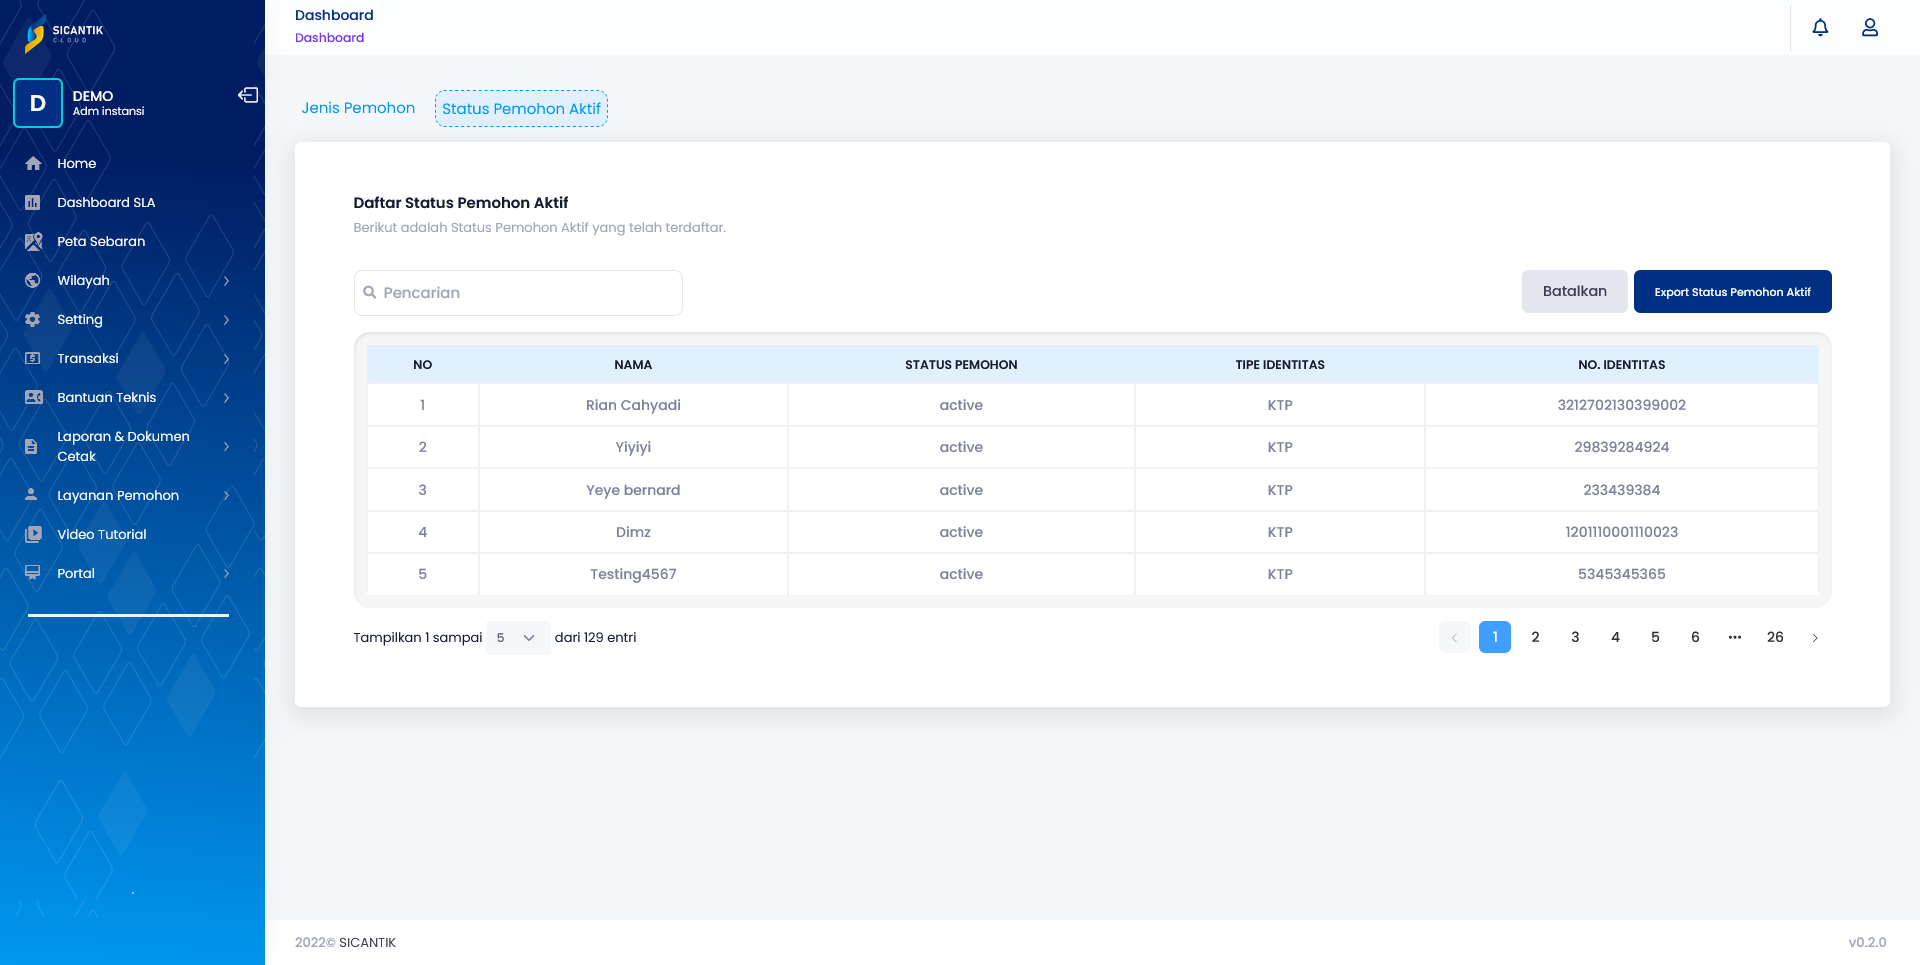 SICANTIK
CLOUD
D
DEMO
Adm instansi
Home
Dashboard SLA
Peta Sebaran
Wilayah
Setting
Transaksi
Bantuan Teknis
Laporan & Dokumen
Cetak
Layanan Pemohon
Video Tutorial
Portal
Dashboard
Dashboard
Jenis Pemohon
Status Pemohon Aktif
Daftar Status Pemohon Aktif
Berikut adalah Status Pemohon Aktif yang telah terdaftar.
Pencarian
Batalkan
Export Status Pemohon Aktif
NO NAMA STATUS PEMOHON TIPE IDENTITAS NO. IDENTITAS
1 Rian Cahyadi active KTP 3212702130399002
2 Yiyiyi active KTP 29839284924
3 Yeye bernard active KTP 233439384
4 Dimz active KTP 1201110001110023
5 Testing4567 active KTP 5345345365
Tampilkan 1 sampai 5 dari 129 entri
1 2 3 4 5 6 ••• 26
2022© SICANTIK
v0.2.0